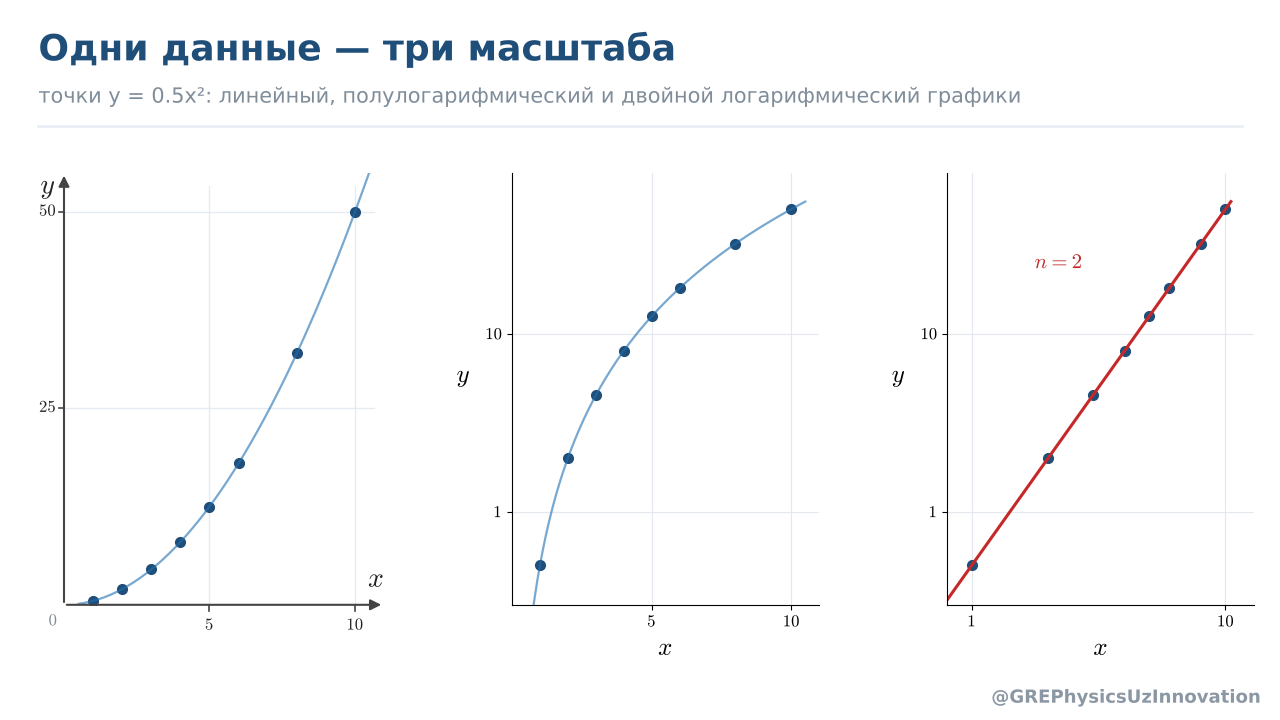 Одни данные — три масштаба
точки y = 0.5x²: линейный, полулогарифмический и двойной логарифмический графики
y
50
25
0
5
10
x
y
10
1
5
10
x
y
n = 2
10
1
1
10
x
@GREPhysicsUzInnovation